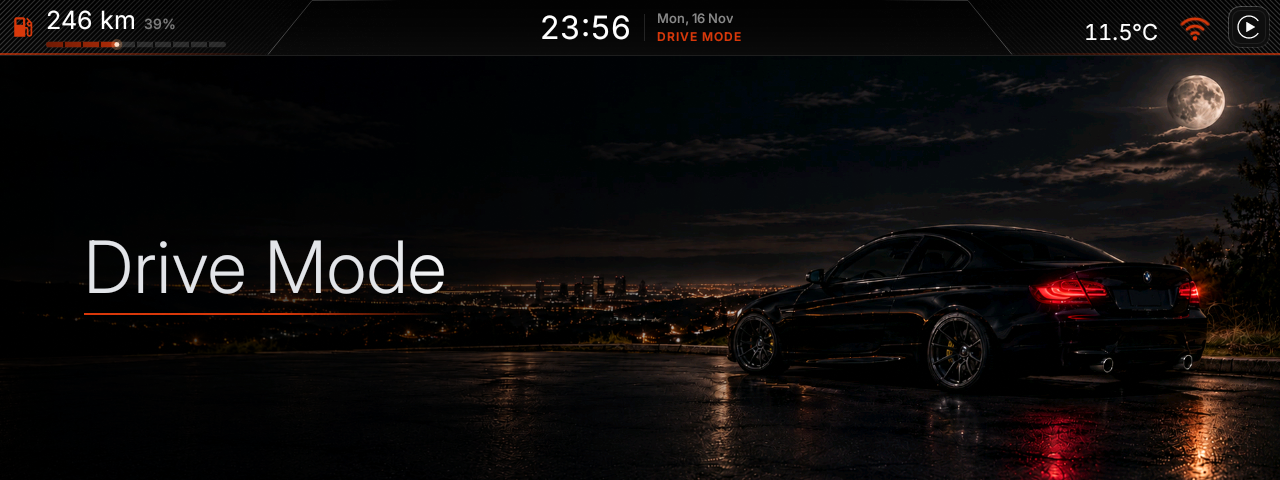 246 km 39%
23:56
Mon, 16 Nov
DRIVE MODE
11.5°C
Drive Mode